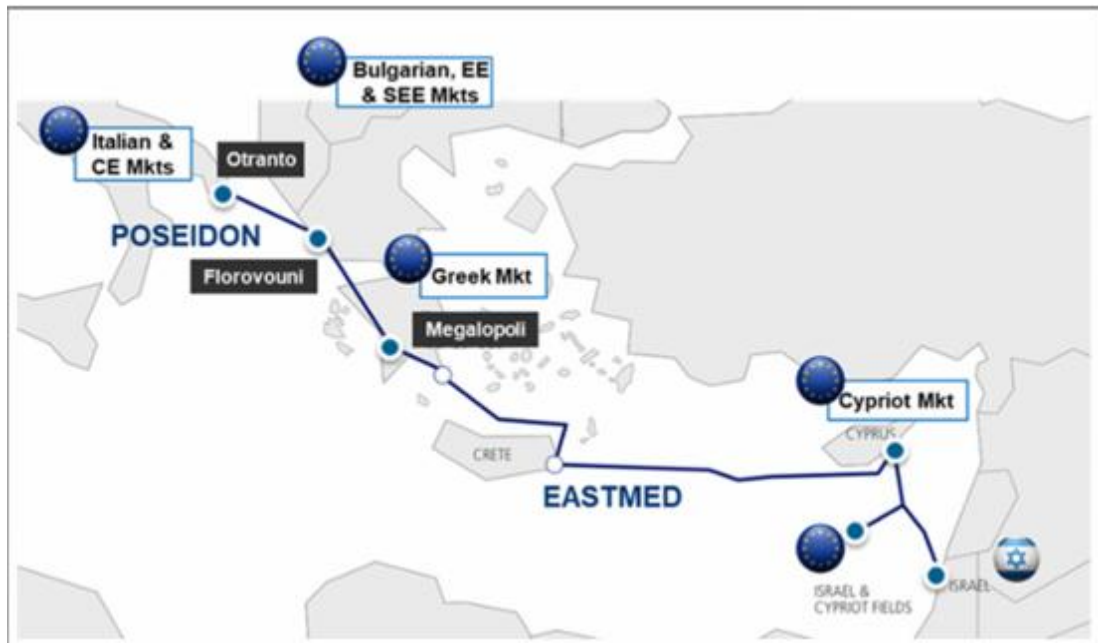 Bulgarian, EE
& SEE Mkts
Italian &
CE Mkts
Otranto
POSEIDON
Florovouni
Greek Mkt
Megalopoli
Cypriot Mkt
CYPRUS
CRETE
EASTMED
ISRAEL &
CYPRIOT FIELDS
ISRAEL